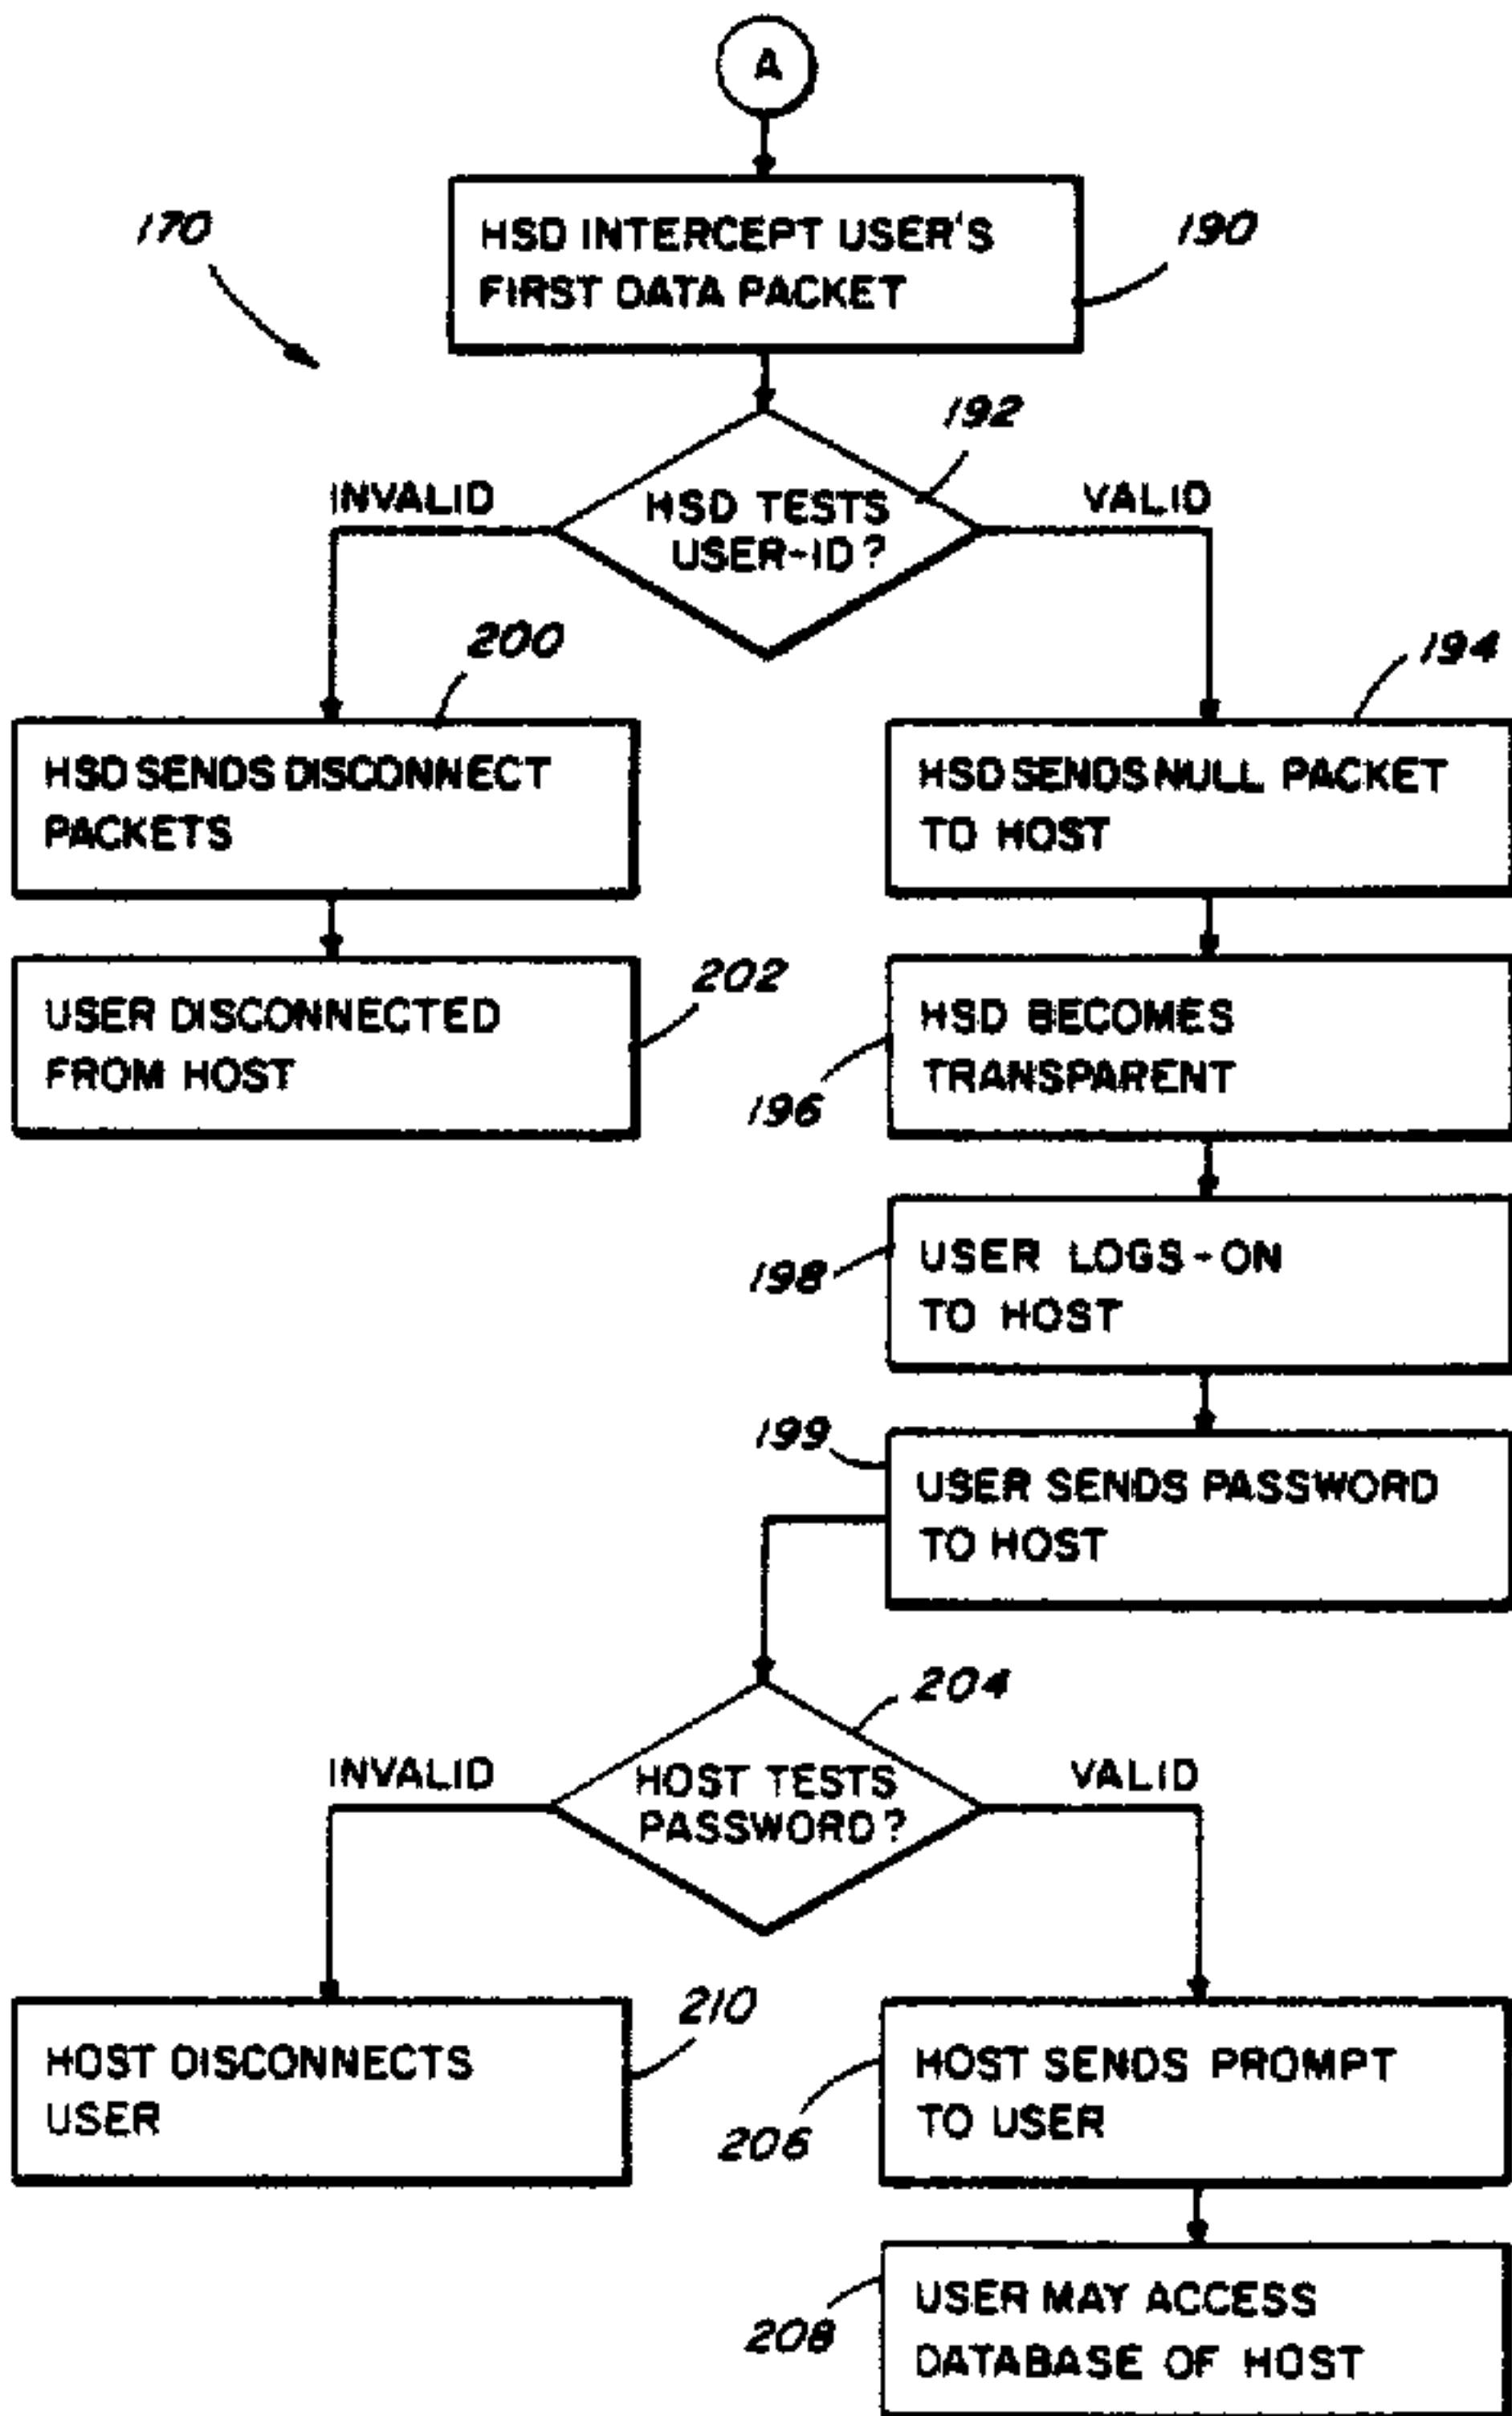 A
170
HSD INTERCEPT USER'S
FIRST DATA PACKET
190
192
INVALID
HSD TESTS
USER-ID?
VALID
200
194
HSD SENDS DISCONNECT
PACKETS
HSD SENDS NULL PACKET
TO HOST
USER DISCONNECTED
FROM HOST
202
HSD BECOMES
TRANSPARENT
196
USER LOGS-ON
TO HOST
198
199
USER SENDS PASSWORD
TO HOST
204
INVALID
HOST TESTS
PASSWORD?
VALID
HOST DISCONNECTS
USER
210
HOST SENDS PROMPT
TO USER
206
USER MAY ACCESS
DATABASE OF HOST
208